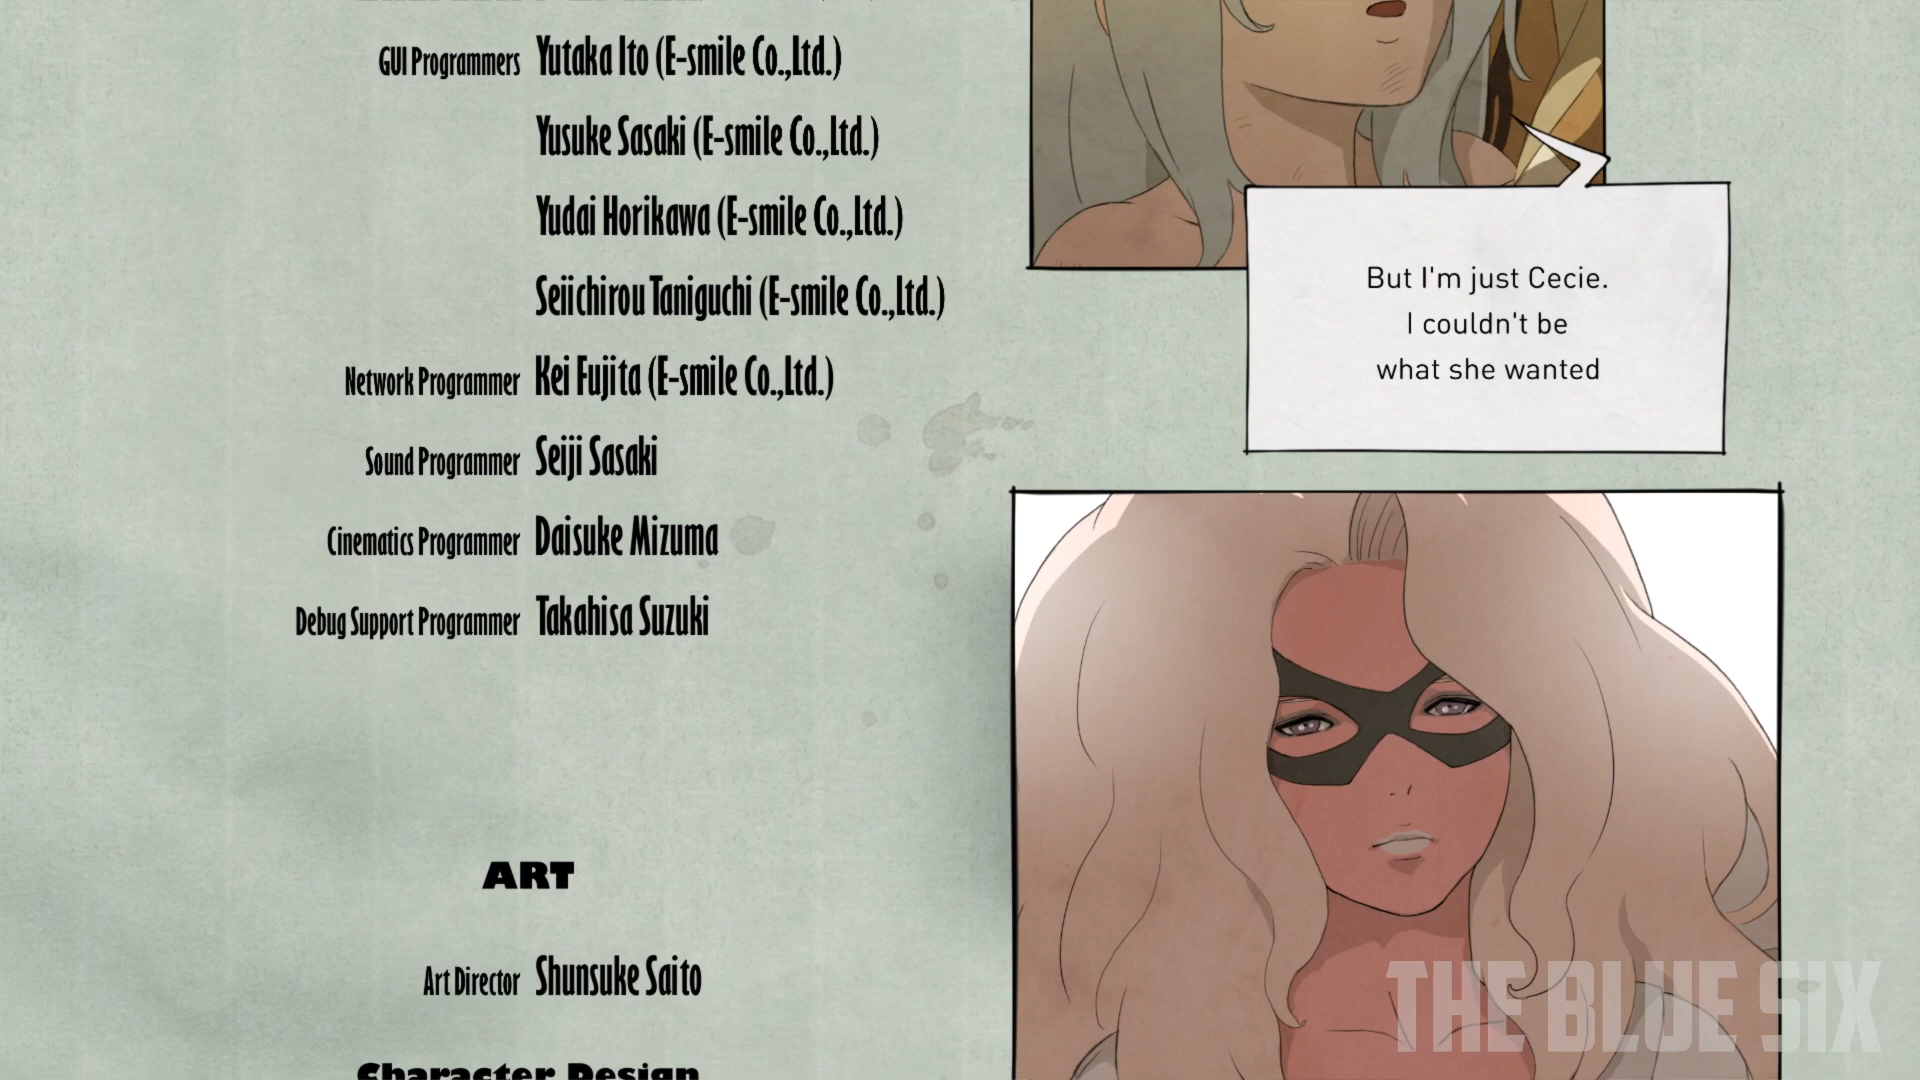 GUI Programmers Yutaka Ito (E-smile Co.,Ltd.)
Yusuke Sasaki (E-smile Co.,Ltd.)
Yudai Horikawa (E-smile Co.,Ltd.)
Seiichirou Taniguchi (E-smile Co.,Ltd.)
Network Programmer Kei Fujita (E-smile Co.,Ltd.)
Sound Programmer Seiji Sasaki
Cinematics Programmer Daisuke Mizuma
Debug Support Programmer Takahisa Suzuki
ART
Art Director Shunsuke Saito
Character Design
But I'm just Cecie.
I couldn't be
what she wanted
THE BLUE SiX